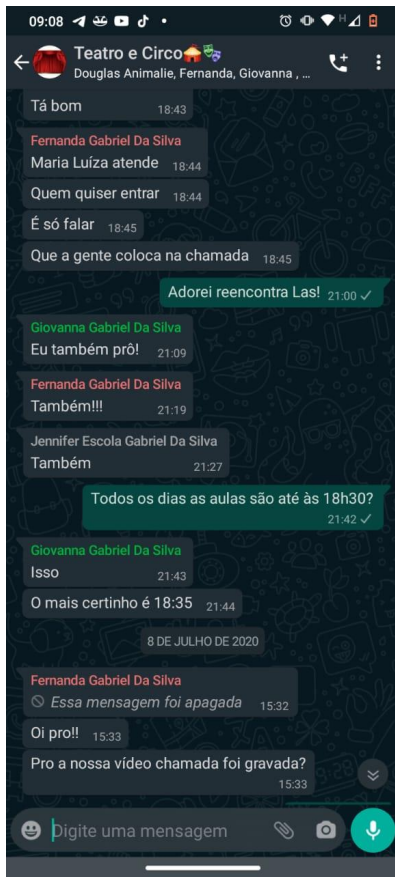 09:08
Teatro e Circo🎪🎭
Douglas Animalie, Fernanda, Giovanna , ...
Tá bom 18:43
Fernanda Gabriel Da Silva
Maria Luíza atende 18:44
Quem quiser entrar 18:44
É só falar 18:45
Que a gente coloca na chamada 18:45
Adorei reencontra Las! 21:00
Giovanna Gabriel Da Silva
Eu também prô! 21:09
Fernanda Gabriel Da Silva
Também!!! 21:19
Jennifer Escola Gabriel Da Silva
Também 21:27
Todos os dias as aulas são até às 18h30?
21:42
Giovanna Gabriel Da Silva
Isso 21:43
O mais certinho é 18:35 21:44
8 DE JULHO DE 2020
Fernanda Gabriel Da Silva
Essa mensagem foi apagada 15:32
Oi pro!! 15:33
Pro a nossa vídeo chamada foi gravada?
15:33
Digite uma mensagem